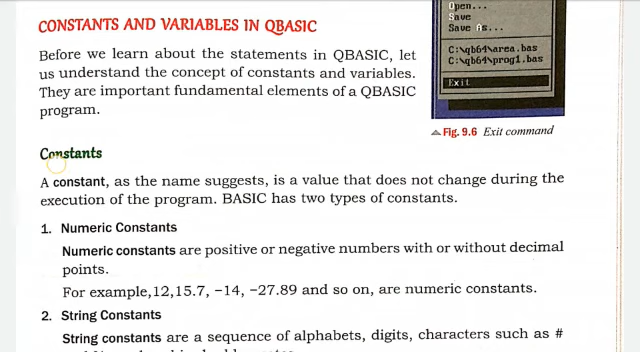 CONSTANTS AND VARIABLES IN QBASIC
Before we learn about the statements in QBASIC, let
us understand the concept of constants and variables.
They are important fundamental elements of a QBASIC
program.
Open...
Save
Save As...
C:\qb64\area.bas
C:\qb64\prog1.bas
Exit
Fig. 9.6 Exit command
Constants
A constant, as the name suggests, is a value that does not change during the
execution of the program. BASIC has two types of constants.
1. Numeric Constants
Numeric constants are positive or negative numbers with or without decimal
points.
For example,12,15.7, −14, −27.89 and so on, are numeric constants.
2. String Constants
String constants are a sequence of alphabets, digits, characters such as #